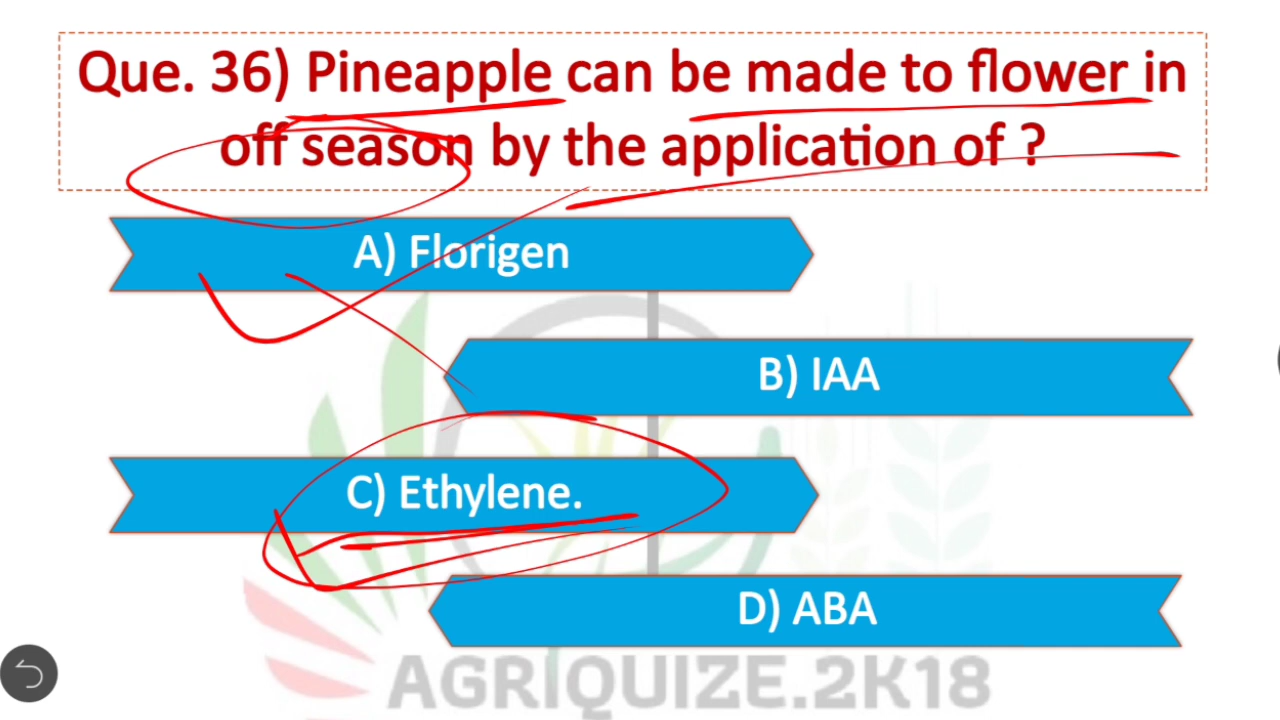 Que. 36) Pineapple can be made to flower in
off season by the application of ?
A) Florigen
B) IAA
C) Ethylene.
D) ABA
AGRIQUIZE.2K18